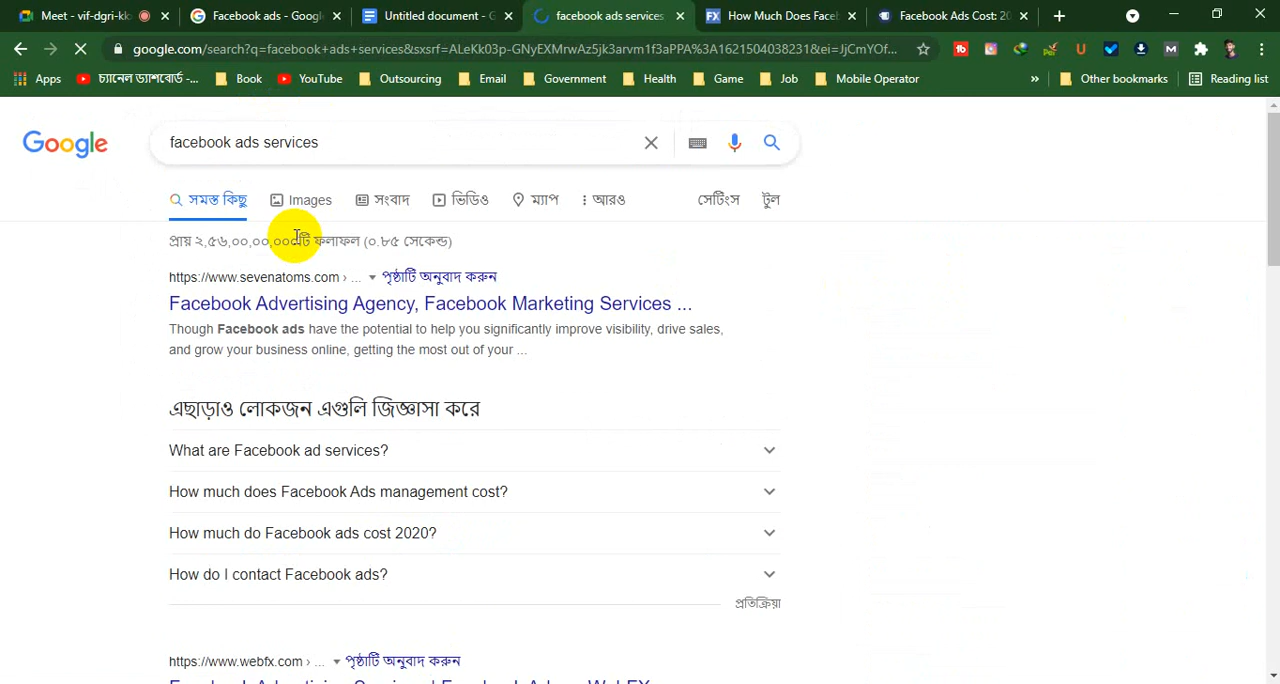 Meet - vif-dgri-kk
Facebook ads - Googl
Untitled document - G
facebook ads services
How Much Does Face
Facebook Ads Cost: 20
google.com/search?q=facebook+ads+services&sxsrf=ALeKk03p-GNyEXMrwAz5jk3arvm1f3aPPA%3A1621504038231&ei=JjCmYOf...
Apps
চ্যানেল ড্যাশবোর্ড -...
Book
YouTube
Outsourcing
Email
Government
Health
Game
Job
Mobile Operator
»
Other bookmarks
Reading list
Google
facebook ads services
সমস্ত কিছু
Images
সংবাদ
ভিডিও
ম্যাপ
আরও
সেটিংস
টুল
প্রায় ২,৫৬,০০,০০,০০০টি ফলাফল (০.৮৫ সেকেন্ড)
https://www.sevenatoms.com › ... পৃষ্ঠাটি অনুবাদ করুন
Facebook Advertising Agency, Facebook Marketing Services ...
Though Facebook ads have the potential to help you significantly improve visibility, drive sales,
and grow your business online, getting the most out of your ...
এছাড়াও লোকজন এগুলি জিজ্ঞাসা করে
What are Facebook ad services?
How much does Facebook Ads management cost?
How much do Facebook ads cost 2020?
How do I contact Facebook ads?
প্রতিক্রিয়া
https://www.webfx.com › ... পৃষ্ঠাটি অনুবাদ করুন